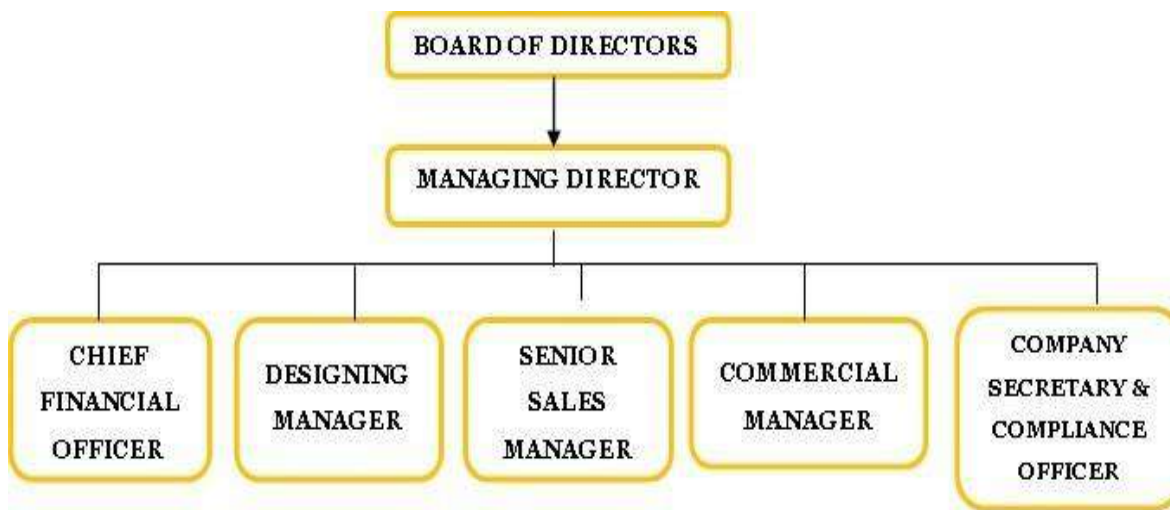 BOARD OF DIRECTORS
MANAGING DIRECTOR
CHIEF
FINANCIAL
OFFICER
DESIGNING
MANAGER
SENIOR
SALES
MANAGER
COMMERCIAL
MANAGER
COMPANY
SECRETARY &
COMPLIANCE
OFFICER